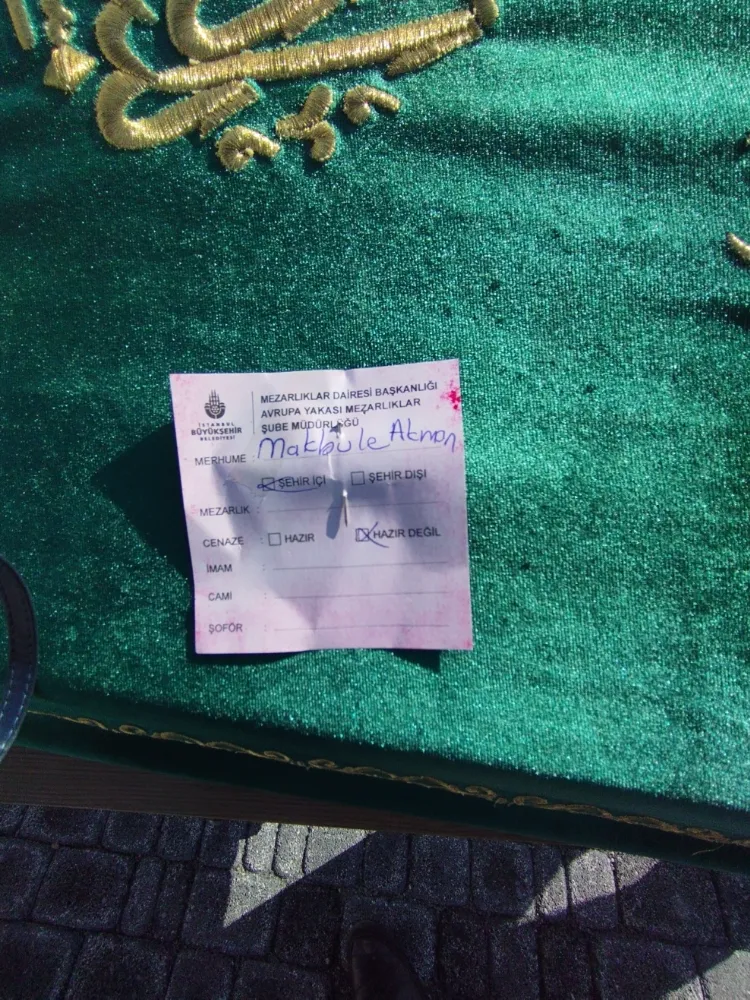 İSTANBUL
BÜYÜKŞEHİR
BELEDİYESİ
MEZARLIKLAR DAİRESİ BAŞKANLIĞI
AVRUPA YAKASI MEZARLIKLAR
ŞUBE MÜDÜRLÜĞÜ
MERHUME : Makbule Akman
ŞEHİR İÇİ ŞEHİR DIŞI
MEZARLIK :
CENAZE : HAZIR HAZIR DEĞİL
İMAM :
CAMİ :
ŞOFÖR :